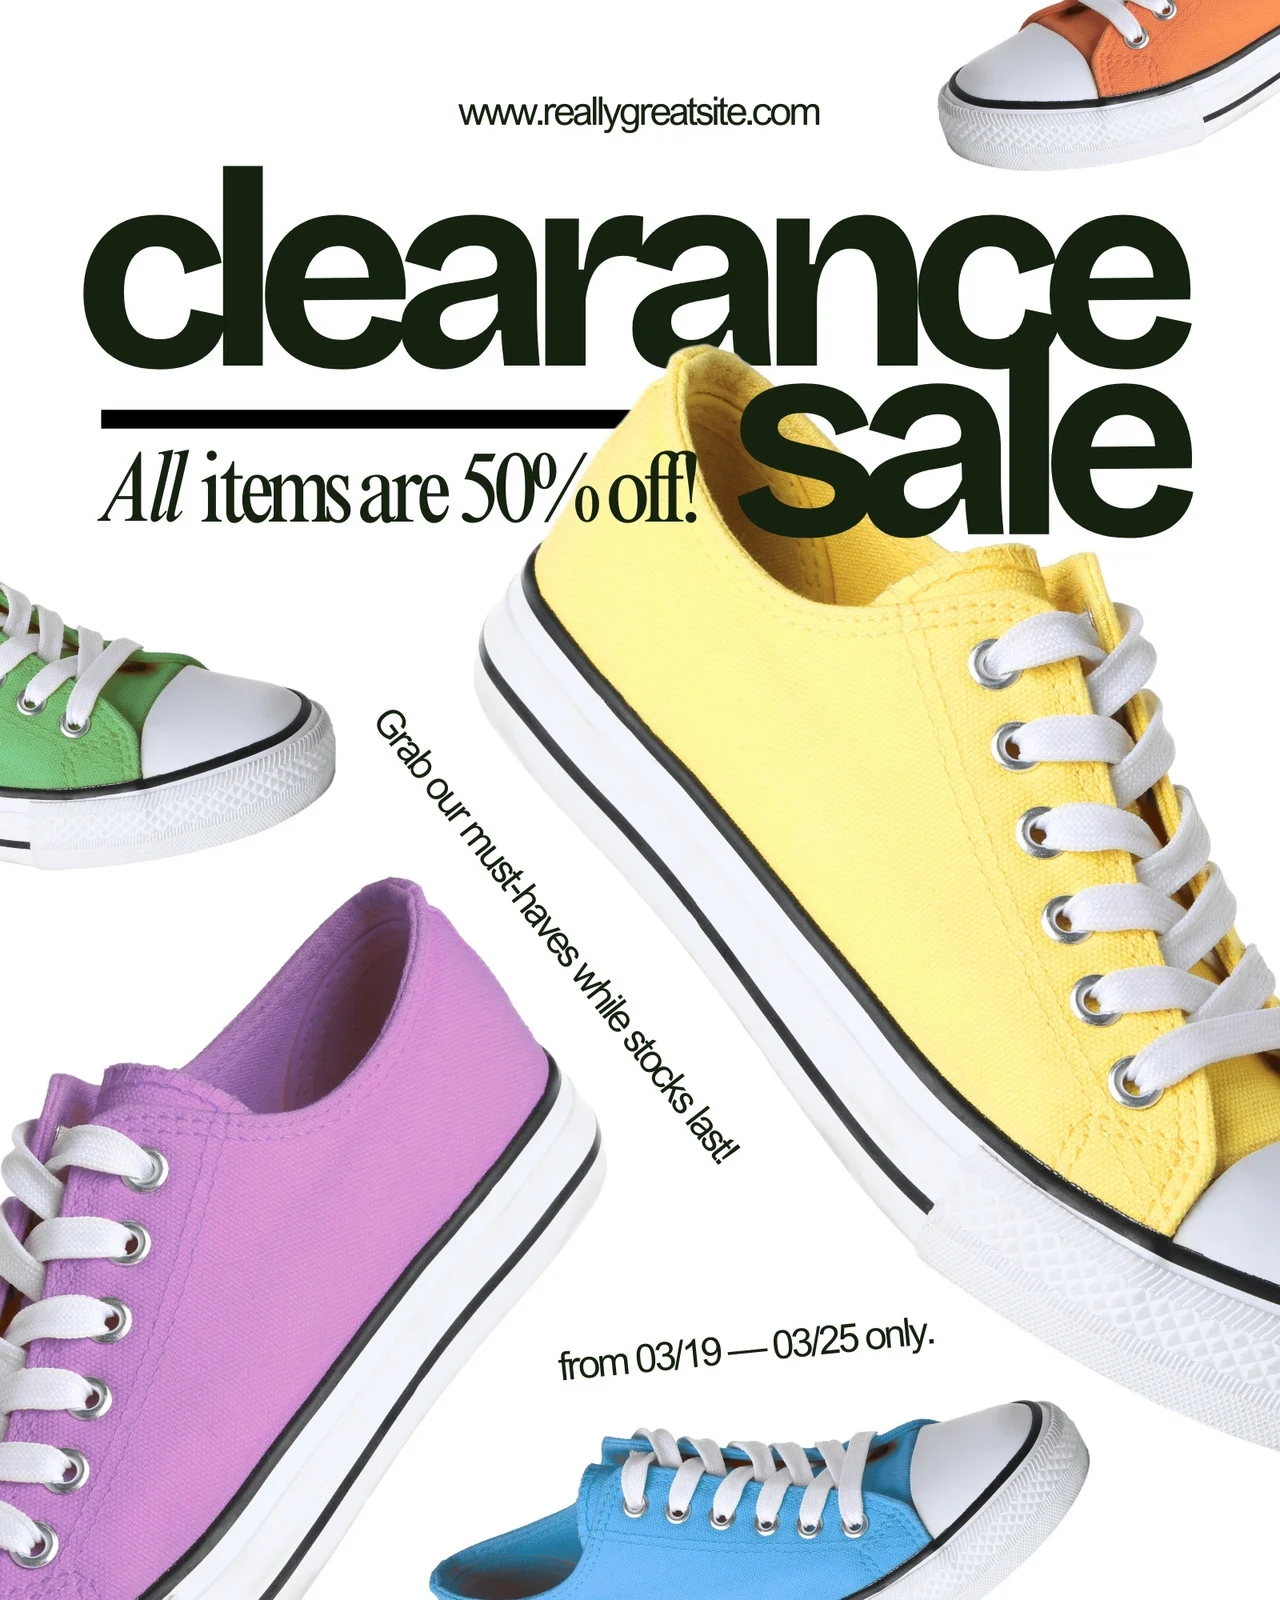 www.reallygreatsite.com
clearance
sale
All items are 50% off!
Grab our must-haves while stocks last!
from 03/19 — 03/25 only.